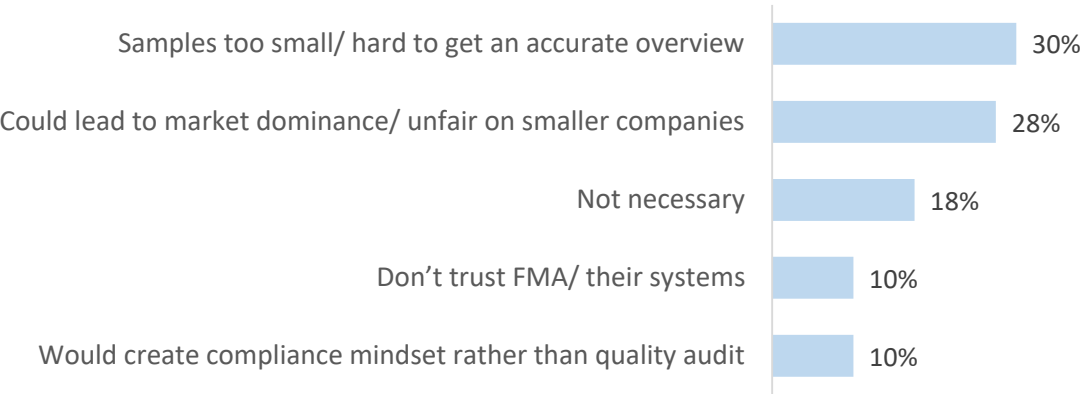 Samples too small/ hard to get an accurate overview 30%
Could lead to market dominance/ unfair on smaller companies 28%
Not necessary 18%
Don’t trust FMA/ their systems 10%
Would create compliance mindset rather than quality audit 10%